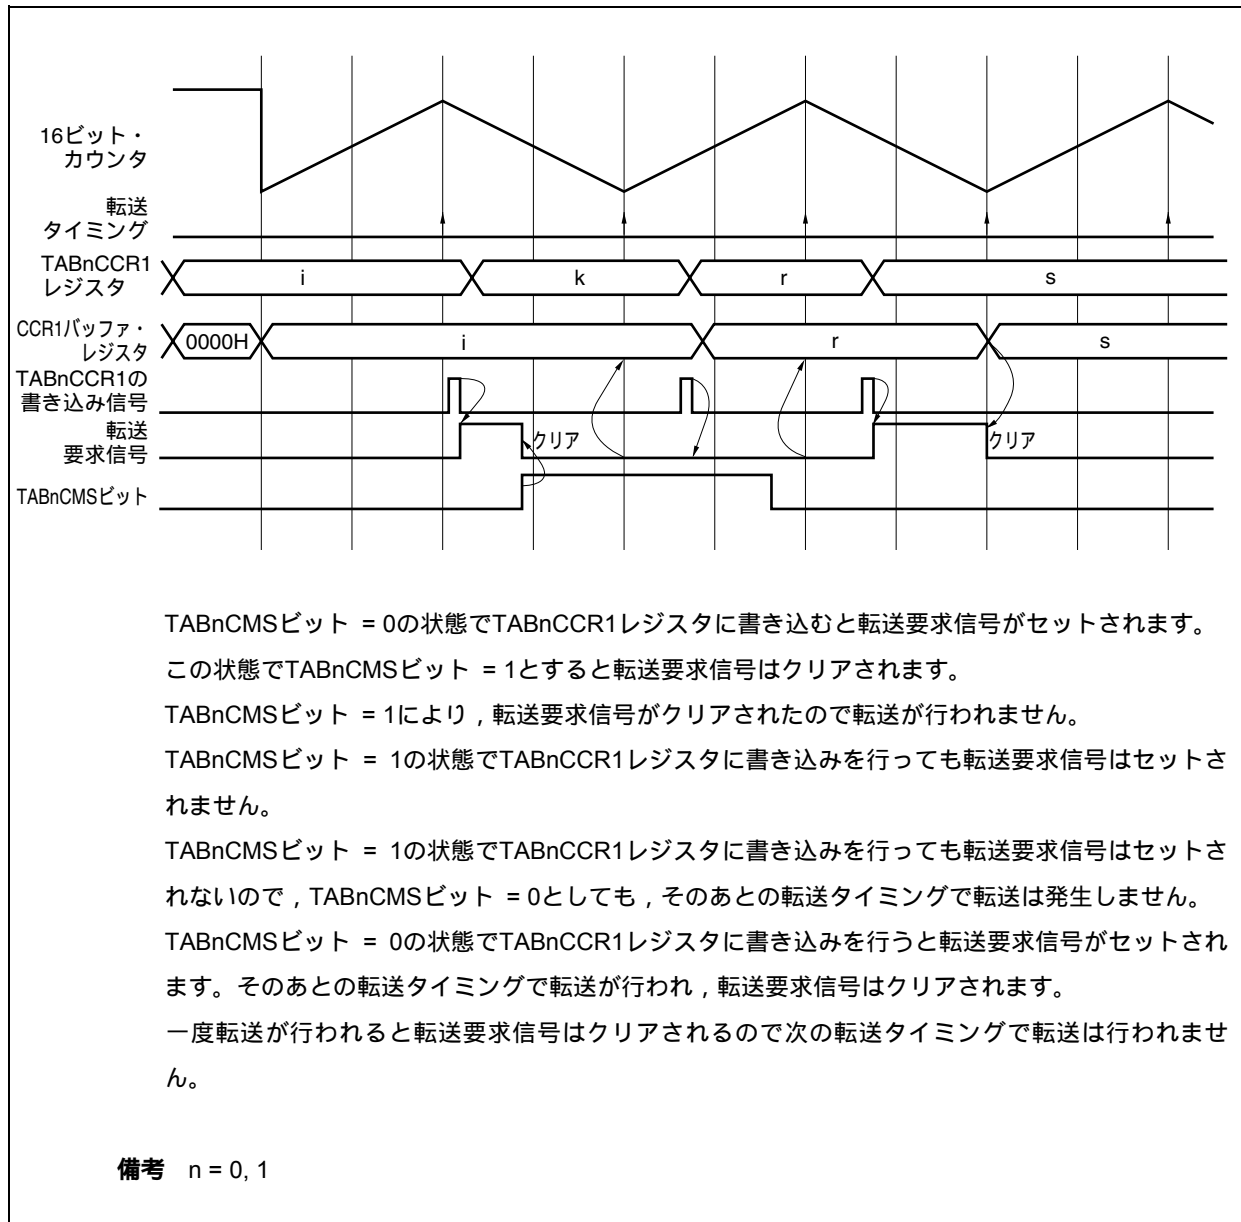 16ビット・
カウンタ
転送
タイミング
TABnCCR1
レジスタ
i
k
r
s
CCR1バッファ・
レジスタ
0000H
i
r
s
TABnCCR1の
書き込み信号
転送
要求信号
クリア
クリア
TABnCMSビット
TABnCMSビット = 0の状態でTABnCCR1レジスタに書き込むと転送要求信号がセットされます。
この状態でTABnCMSビット = 1とすると転送要求信号はクリアされます。
TABnCMSビット = 1により，転送要求信号がクリアされたので転送が行われません。
TABnCMSビット = 1の状態でTABnCCR1レジスタに書き込みを行っても転送要求信号はセットさ
れません。
TABnCMSビット = 1の状態でTABnCCR1レジスタに書き込みを行っても転送要求信号はセットさ
れないので，TABnCMSビット = 0としても，そのあとの転送タイミングで転送は発生しません。
TABnCMSビット = 0の状態でTABnCCR1レジスタに書き込みを行うと転送要求信号がセットされ
ます。そのあとの転送タイミングで転送が行われ，転送要求信号はクリアされます。
一度転送が行われると転送要求信号はクリアされるので次の転送タイミングで転送は行われませ
ん。
備考 n = 0, 1